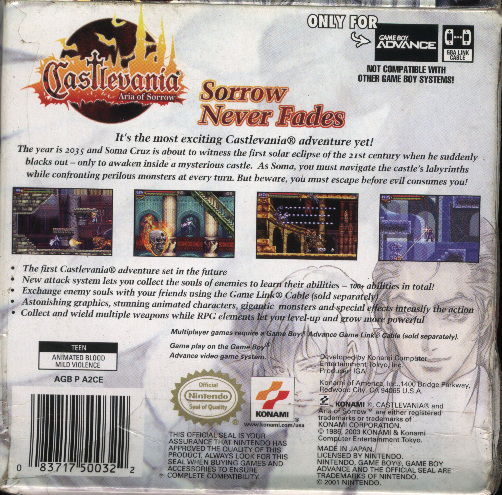 ONLY FOR
GAME BOY
ADVANCE
GBA LINK
CABLE
NOT COMPATIBLE WITH
OTHER GAME BOY SYSTEMS!
Castlevania
Aria of Sorrow
Sorrow
Never Fades
It's the most exciting Castlevania® adventure yet!
The year is 2035 and Soma Cruz is about to witness the first solar eclipse of the 21st century when he suddenly
blacks out – only to awaken inside a mysterious castle. As Soma, you must navigate the castle's labyrinths
while confronting perilous monsters at every turn. But beware, you must escape before evil consumes you!
• The first Castlevania® adventure set in the future
• New attack system lets you collect the souls of enemies to learn their abilities – 100+ abilities in total!
• Exchange enemy souls with your friends using the Game Link® Cable (sold separately)
• Astonishing graphics, stunning animated characters, gigantic monsters and special effects intensify the action
• Collect and wield multiple weapons while RPG elements let you level-up and grow more powerful
Multiplayer games require a Game Boy® Advance Game Link® Cable (sold separately).
Game play on the Game Boy®
Advance video game system.
TEEN
ANIMATED BLOOD
MILD VIOLENCE
AGB P A2CE
Official
Nintendo
Seal of Quality
KONAMI
www.konami.com/usa
Developed by Konami Computer
Entertainment Tokyo, Inc.
Producer IGA
Konami of America, Inc., 1400 Bridge Parkway,
Redwood City, CA 94065 U.S.A.
KONAMI ®, CASTLEVANIA® and
Aria of Sorrow™ are either registered
trademarks or trademarks of
KONAMI CORPORATION.
© 1986, 2003 KONAMI & Konami
Computer Entertainment Tokyo.
MADE IN JAPAN.
LICENSED BY NINTENDO.
NINTENDO, GAME BOY®, GAME BOY
ADVANCE AND THE OFFICIAL SEAL ARE
TRADEMARKS OF NINTENDO.
© 2001 NINTENDO.
THIS OFFICIAL SEAL IS YOUR
ASSURANCE THAT NINTENDO HAS
APPROVED THE QUALITY OF THIS
PRODUCT. ALWAYS LOOK FOR THIS
SEAL WHEN BUYING GAMES AND
ACCESSORIES TO ENSURE
COMPLETE COMPATIBILITY.
0 83717 50032 2